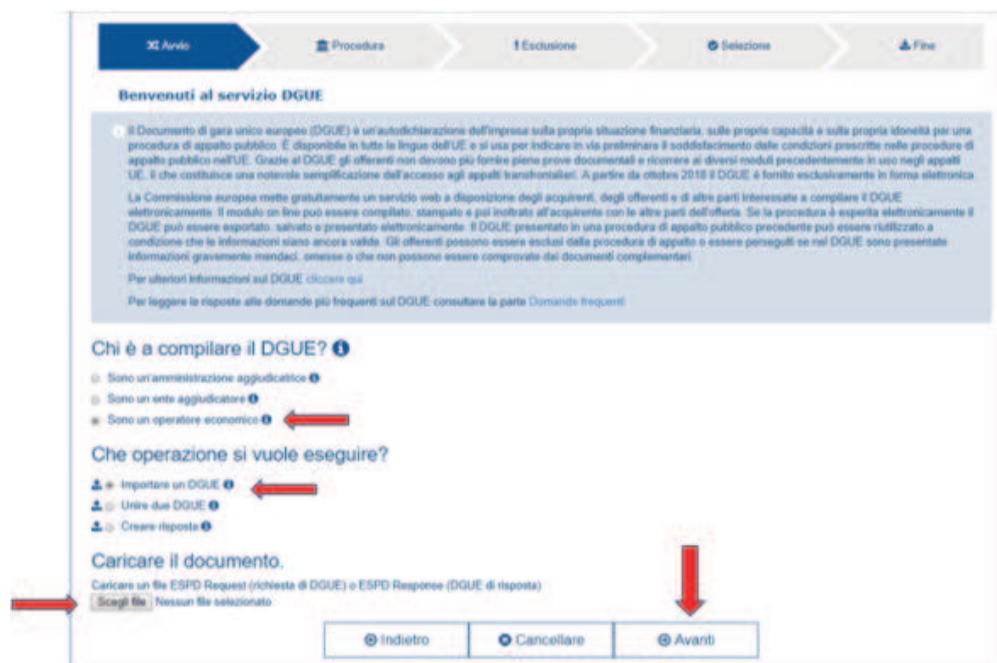 Avvio Procedura Esclusione Selezione Fine
Benvenuti al servizio DGUE
Il Documento di gara unico europeo (DGUE) è un'autodichiarazione dell'impresa sulla propria situazione finanziaria, sulle proprie capacità e sulla propria idoneità per una
procedura di appalto pubblico. È disponibile in tutte le lingue dell'UE e si usa per indicare in via preliminare il soddisfacimento delle condizioni prescritte nelle procedure di
appalto pubblico nell'UE. Grazie al DGUE gli offerenti non devono più fornire piene prove documentali e ricorrere ai diversi moduli precedentemente in uso negli appalti
UE, il che costituisce una notevole semplificazione dell'accesso agli appalti transfrontalieri. A partire da ottobre 2018 il DGUE è fornito esclusivamente in forma elettronica
La Commissione europea mette gratuitamente un servizio web a disposizione degli acquirenti, degli offerenti e di altre parti interessate a compilare il DGUE
elettronicamente. Il modulo on line può essere compilato, stampato e poi inoltrato all'acquirente con le altre parti dell'offerta. Se la procedura è esperita elettronicamente il
DGUE può essere esportato, salvato e presentato elettronicamente. Il DGUE presentato in una procedura di appalto pubblico precedente può essere riutilizzato a
condizione che le informazioni siano ancora valide. Gli offerenti possono essere esclusi dalla procedura di appalto o essere perseguiti se nel DGUE sono presentate
informazioni gravemente mendaci, omesse o che non possono essere comprovate dai documenti complementari.
Per ulteriori informazioni sul DGUE cliccare qui
Per leggere le risposte alle domande più frequenti sul DGUE consultare la parte Domande frequenti
Chi è a compilare il DGUE?
Sono un'amministrazione aggiudicatrice
Sono un ente aggiudicatore
Sono un operatore economico
Che operazione si vuole eseguire?
Importare un DGUE
Unire due DGUE
Creare risposta
Caricare il documento.
Caricare un file ESPD Request (richiesta di DGUE) o ESPD Response (DGUE di risposta)
Scegli file Nessun file selezionato
Indietro Cancellare Avanti